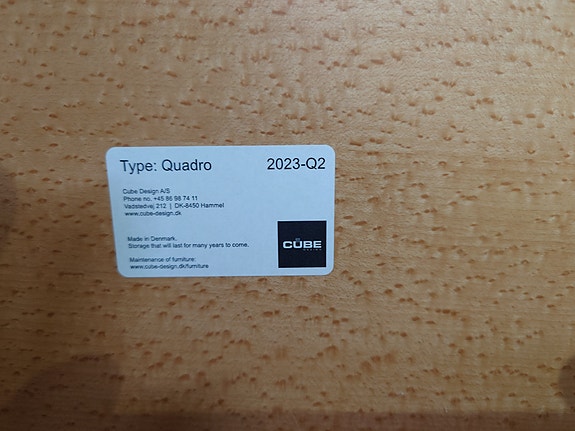 Type: Quadro 2023-Q2
Cube Design A/S
Phone no. +45 86 98 74 11
Vadstedvej 212 | DK-8450 Hammel
www.cube-design.dk
Made in Denmark.
Storage that will last for many years to come.
Maintenance of furniture:
www.cube-design.dk/furniture
CUBE
DESIGN